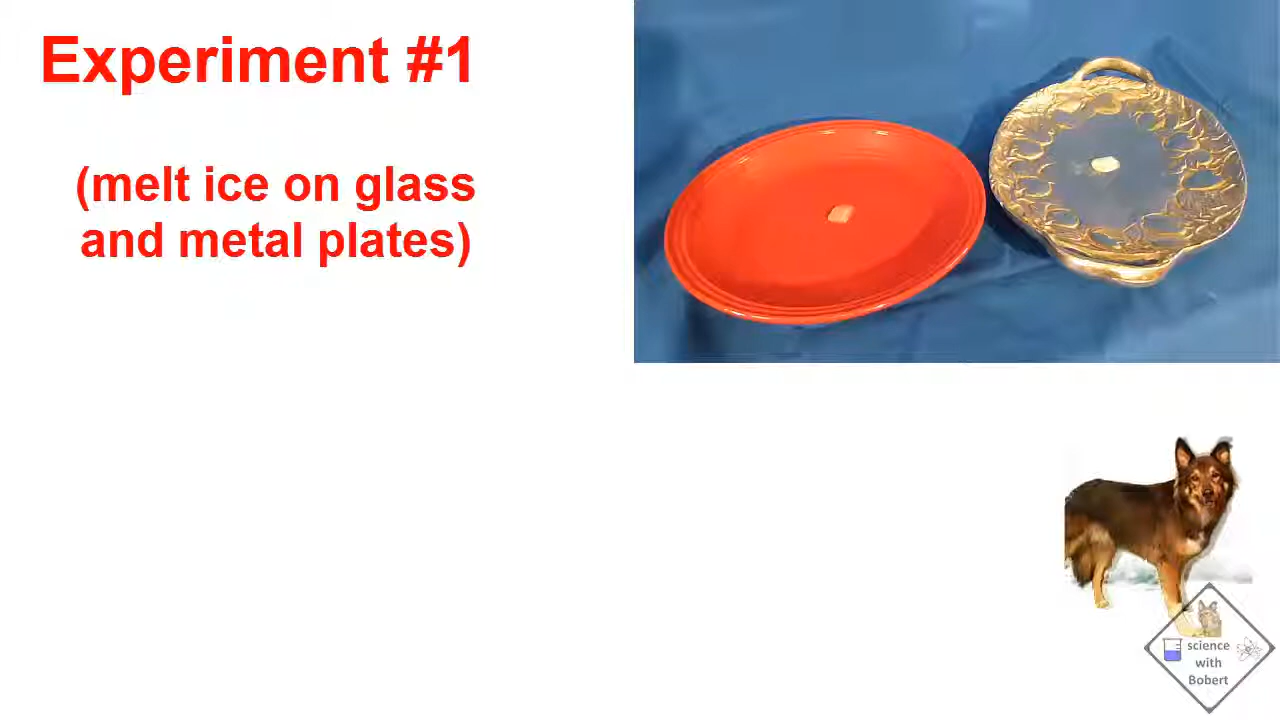 Experiment #1
(melt ice on glass
and metal plates)
science
with
Bobert